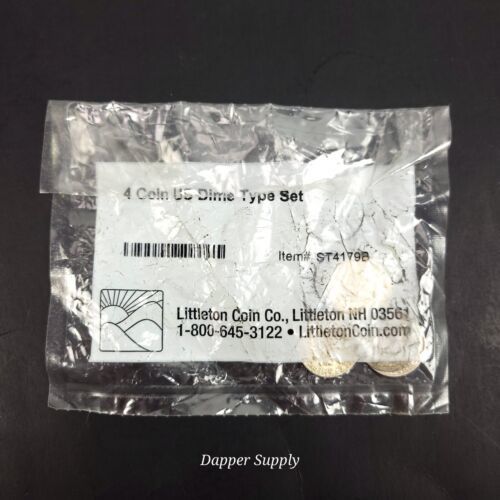 4 Coin US Dime Type Set
Item# ST4179B
Littleton Coin Co., Littleton NH 03561
1-800-645-3122 • LittletonCoin.com
Dapper Supply